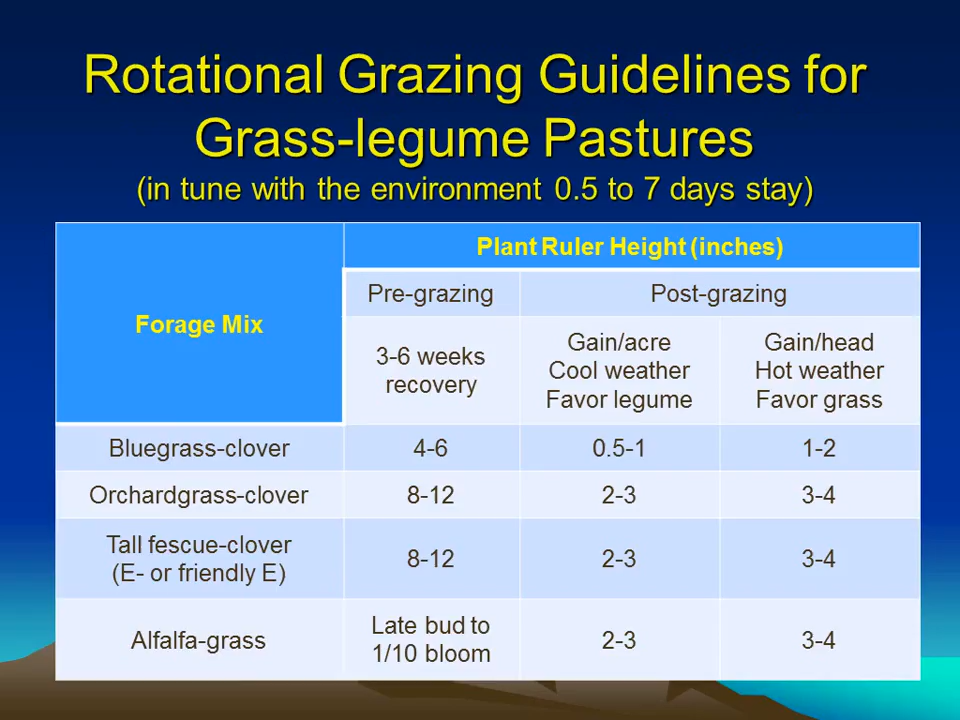 Rotational Grazing Guidelines for
Grass-legume Pastures
(in tune with the environment 0.5 to 7 days stay)
Forage Mix
Plant Ruler Height (inches)
Pre-grazing
Post-grazing
3-6 weeks
recovery
Gain/acre
Cool weather
Favor legume
Gain/head
Hot weather
Favor grass
Bluegrass-clover 4-6 0.5-1 1-2
Orchardgrass-clover 8-12 2-3 3-4
Tall fescue-clover
(E- or friendly E)
8-12 2-3 3-4
Alfalfa-grass
Late bud to
1/10 bloom
2-3 3-4